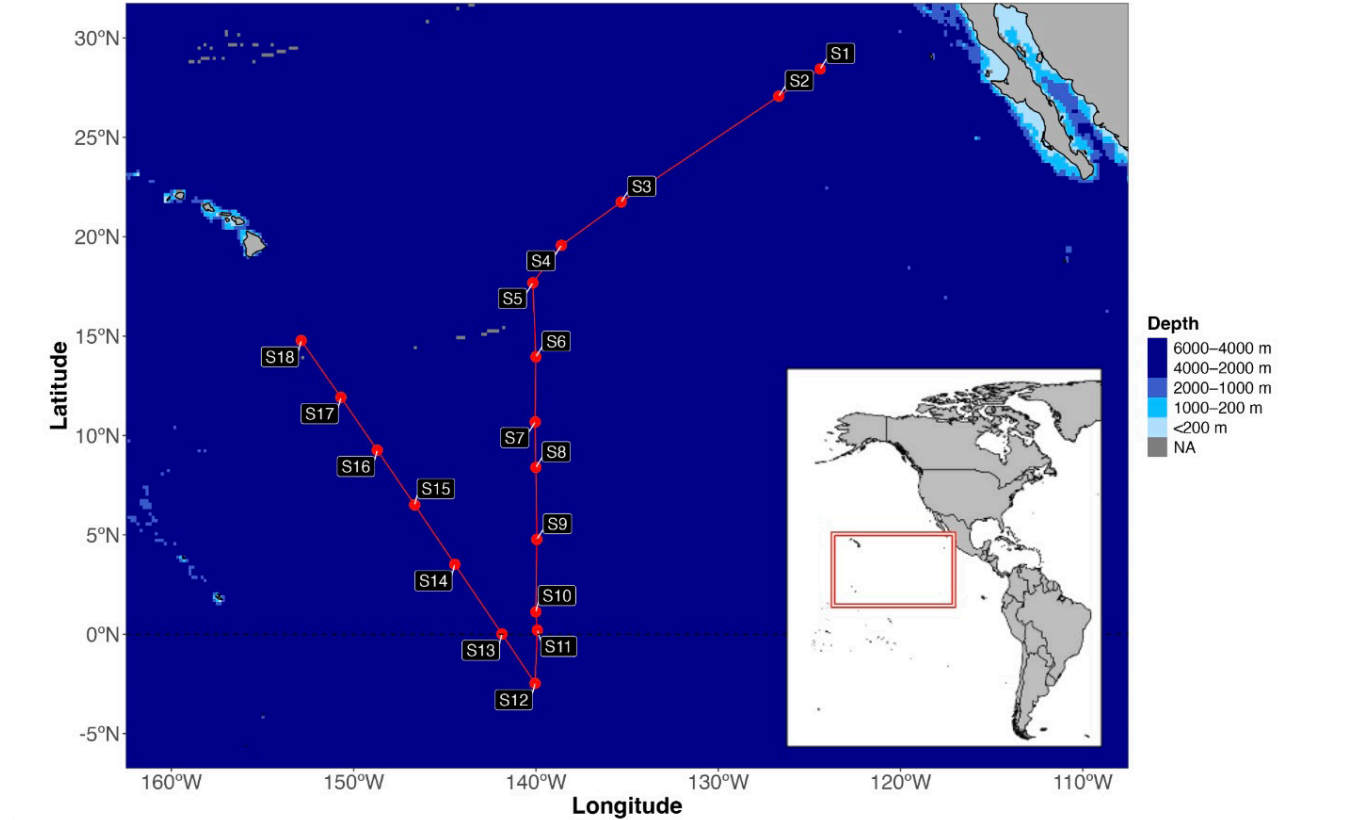 30°N
25°N
20°N
15°N
10°N
5°N
0°N
-5°N
Latitude
160°W
150°W
140°W
130°W
120°W
110°W
Longitude
S1
S2
S3
S4
S5
S6
S7
S8
S9
S10
S11
S12
S13
S14
S15
S16
S17
S18
Depth
6000–4000 m
4000–2000 m
2000–1000 m
1000–200 m
<200 m
NA